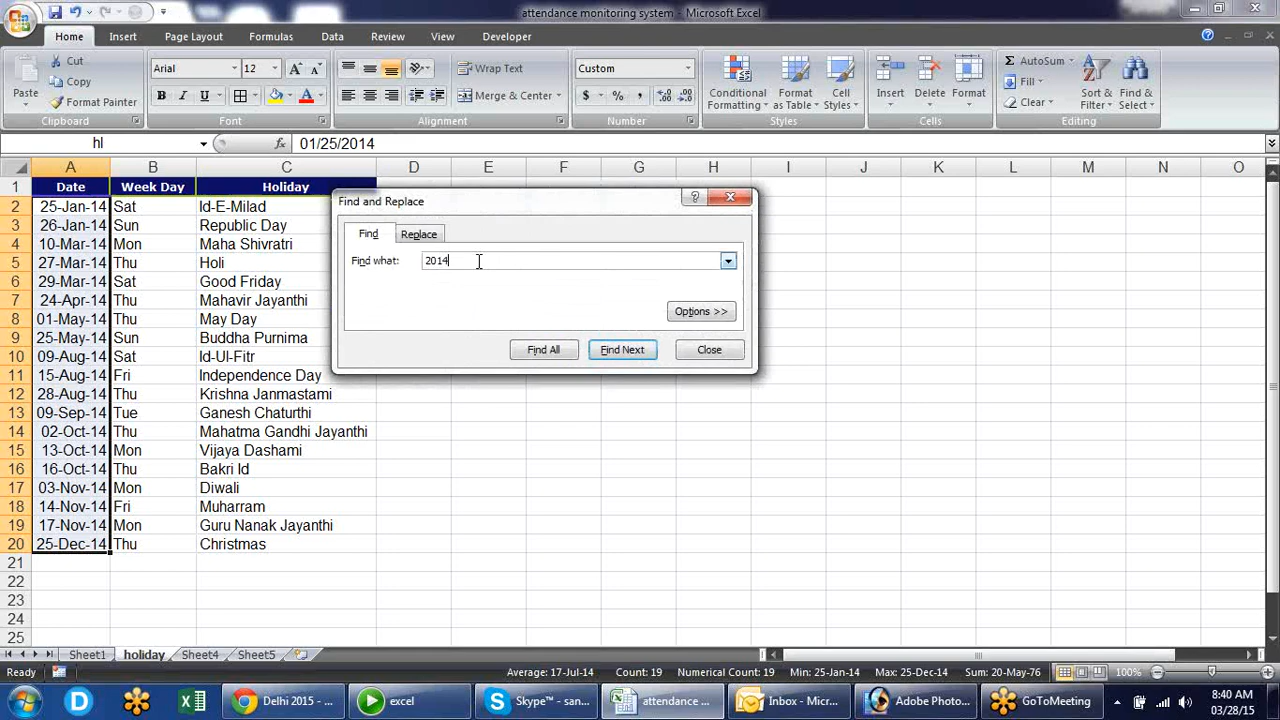 attendance monitoring system - Microsoft Excel
Home Insert Page Layout Formulas Data Review View Developer
Paste Cut Copy Format Painter Clipboard
Arial 12 B I U A A A Font
Wrap Text Merge & Center Alignment
Custom $ % , Number
Conditional Formatting Format as Table Cell Styles Styles
Insert Delete Format Cells
Σ AutoSum Fill Clear Sort & Filter Find & Select Editing
hl fx 01/25/2014
A B C D E F G H I J K L M N O
1 Date Week Day Holiday
2 25-Jan-14 Sat Id-E-Milad
3 26-Jan-14 Sun Republic Day
4 10-Mar-14 Mon Maha Shivratri
5 27-Mar-14 Thu Holi
6 29-Mar-14 Sat Good Friday
7 24-Apr-14 Thu Mahavir Jayanthi
8 01-May-14 Thu May Day
9 25-May-14 Sun Buddha Purnima
10 09-Aug-14 Sat Id-Ul-Fitr
11 15-Aug-14 Fri Independence Day
12 28-Aug-14 Thu Krishna Janmastami
13 09-Sep-14 Tue Ganesh Chaturthi
14 02-Oct-14 Thu Mahatma Gandhi Jayanthi
15 13-Oct-14 Mon Vijaya Dashami
16 16-Oct-14 Thu Bakri Id
17 03-Nov-14 Mon Diwali
18 14-Nov-14 Fri Muharram
19 17-Nov-14 Mon Guru Nanak Jayanthi
20 25-Dec-14 Thu Christmas
21
22
23
24
25
Find and Replace ?
Find Replace
Find what: 2014
Options >>
Find All Find Next Close
Sheet1 holiday Sheet4 Sheet5
Ready Average: 17-Jul-14 Count: 19 Numerical Count: 19 Min: 25-Jan-14 Max: 25-Dec-14 Sum: 20-May-76 100%
Delhi 2015 - ... excel Skype™ - san... attendance ... Inbox - Micr... Adobe Photo... GoToMeeting
8:40 AM
03/28/15